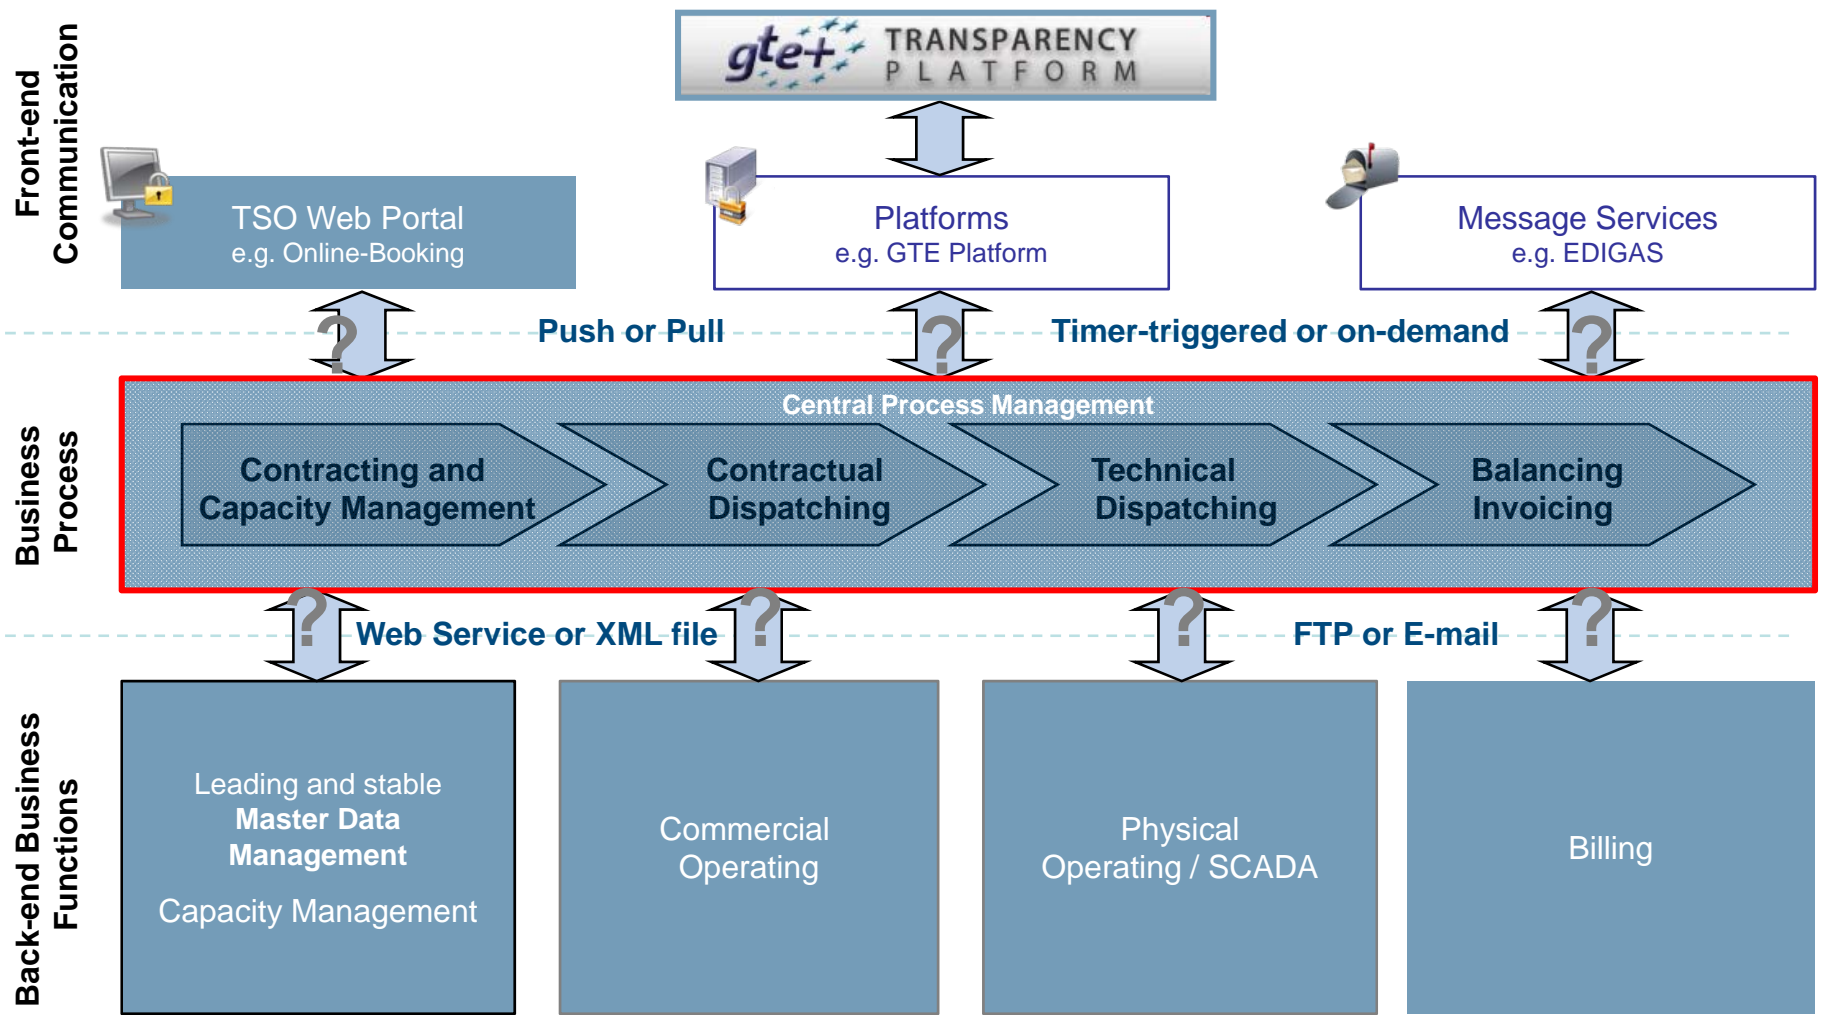 Front-end
Communication
gte+ TRANSPARENCY
PLATFORM
TSO Web Portal
e.g. Online-Booking
Platforms
e.g. GTE Platform
Message Services
e.g. EDIGAS
? Push or Pull ? Timer-triggered or on-demand ?
Business
Process
Central Process Management
Contracting and
Capacity Management
Contractual
Dispatching
Technical
Dispatching
Balancing
Invoicing
? Web Service or XML file ? ? FTP or E-mail ?
Back-end Business
Functions
Leading and stable
Master Data
Management
Capacity Management
Commercial
Operating
Physical
Operating / SCADA
Billing